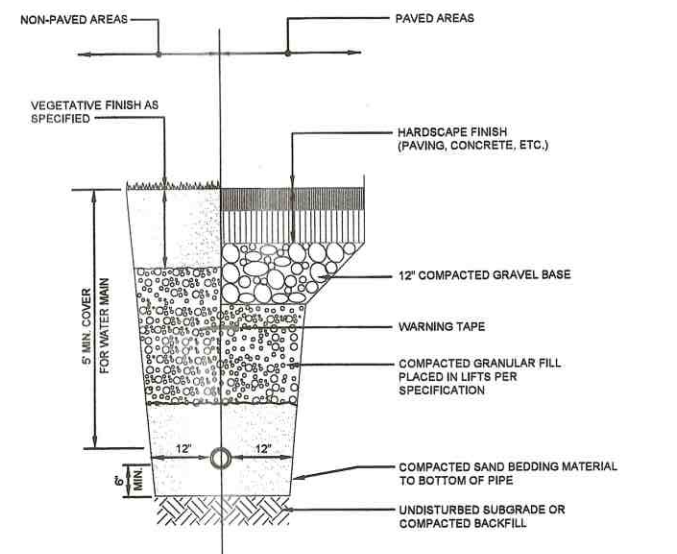 NON-PAVED AREAS
PAVED AREAS
VEGETATIVE FINISH AS
SPECIFIED
HARDSCAPE FINISH
(PAVING, CONCRETE, ETC.)
12" COMPACTED GRAVEL BASE
WARNING TAPE
5' MIN. COVER
FOR WATER MAIN
COMPACTED GRANULAR FILL
PLACED IN LIFTS PER
SPECIFICATION
12" 12"
6"
MIN.
COMPACTED SAND BEDDING MATERIAL
TO BOTTOM OF PIPE
UNDISTURBED SUBGRADE OR
COMPACTED BACKFILL